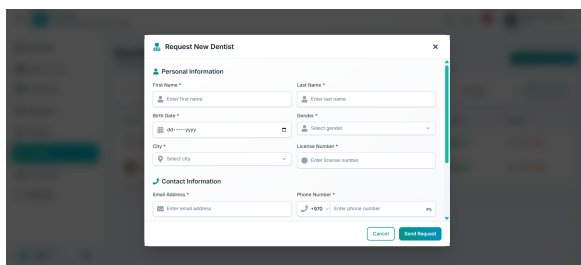 Request New Dentist
Personal Information
First Name *
Last Name *
Enter first name
Enter last name
Birth Date *
Gender *
dd----yyyy
Select gender
City *
License Number *
Select city
Enter license number
Contact Information
Email Address *
Phone Number *
Enter email address
+970
Enter phone number
Cancel
Send Request